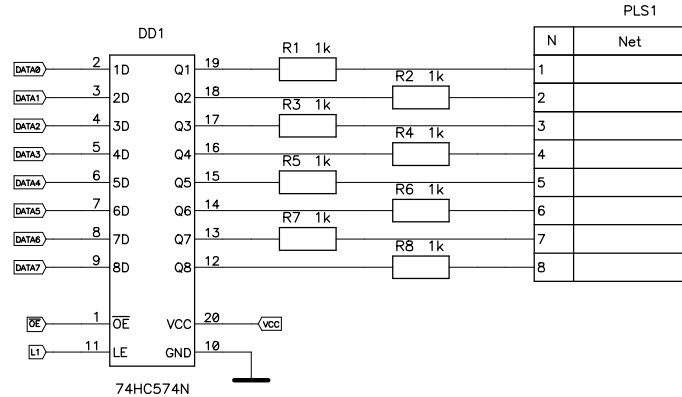 PLS1
DD1
N Net
DATA0 2 1D Q1 19 R1 1k 1
DATA1 3 2D Q2 18 R2 1k 2
DATA2 4 3D Q3 17 R3 1k 3
DATA3 5 4D Q4 16 R4 1k 4
DATA4 6 5D Q5 15 R5 1k 5
DATA5 7 6D Q6 14 R6 1k 6
DATA6 8 7D Q7 13 R7 1k 7
DATA7 9 8D Q8 12 R8 1k 8
OE 1 OE VCC 20 VCC
L1 11 LE GND 10
74HC574N